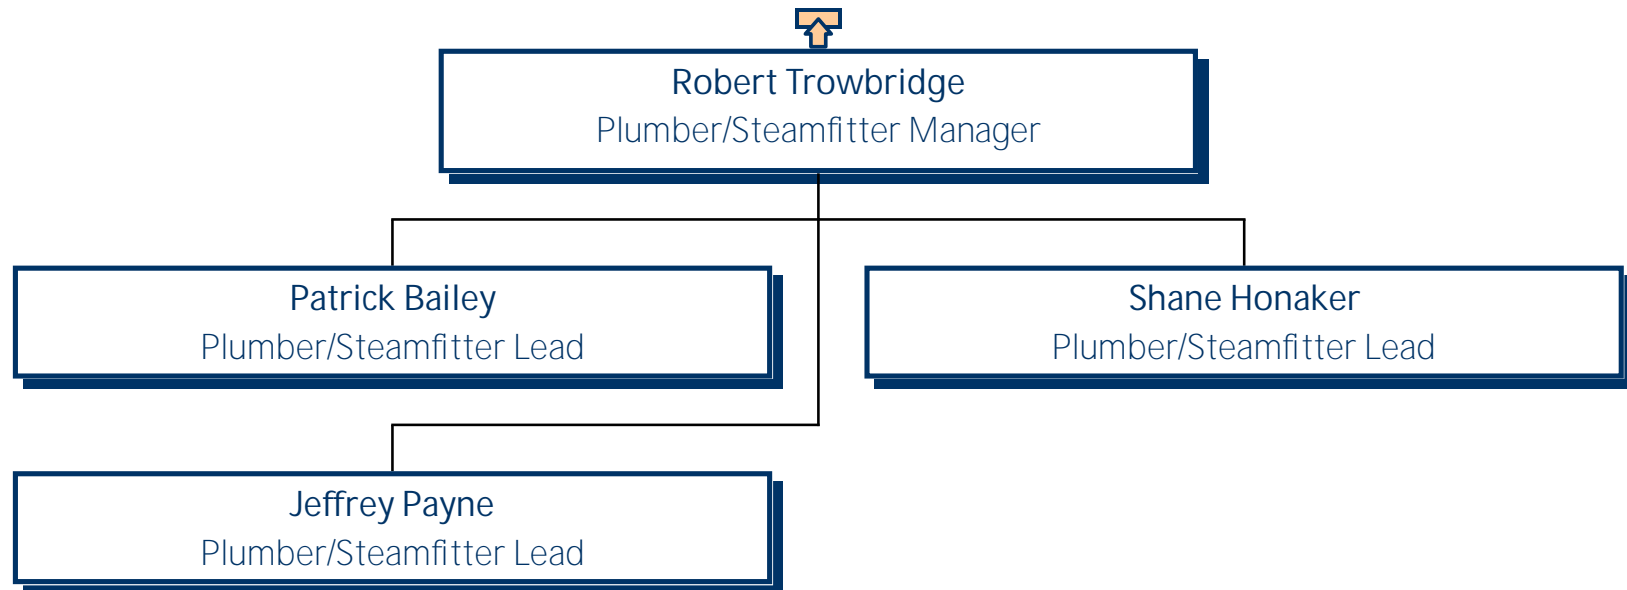 Robert Trowbridge
Plumber/Steamfitter Manager
Patrick Bailey
Plumber/Steamfitter Lead
Shane Honaker
Plumber/Steamfitter Lead
Jeffrey Payne
Plumber/Steamfitter Lead